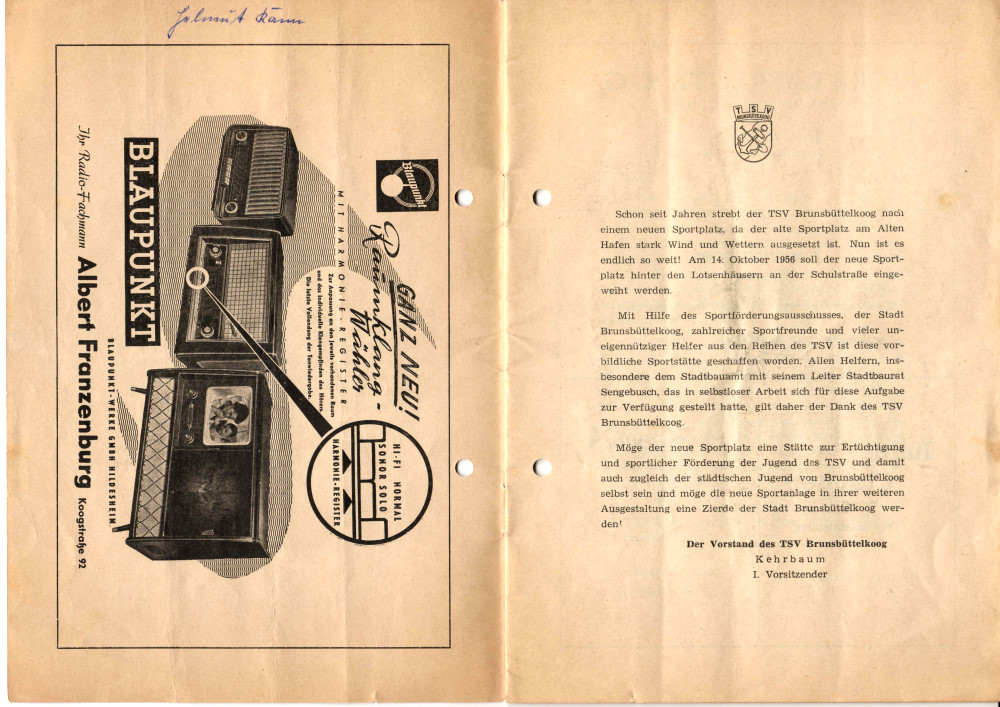 Helmut Kann
Blaupunkt
GANZ NEU!
Raumklang-
Wähler
MIT HARMONIE-REGISTER
Zur Anpassung an den jeweils vorhandenen Raum
und das individuelle Klangempfinden des Hörers.
Die letzte Vollendung der Tonwiedergabe.
HI-FI NORMAL
SONOR SOLO
HARMONIE-REGISTER
BLAUPUNKT
BLAUPUNKT-WERKE GMBH HILDESHEIM
Ihr Radio-Fachmann Albert Franzenburg Koogstraße 92
TSV
BRUNSBÜTTELKOOG
Schon seit Jahren strebt der TSV Brunsbüttelkoog nach
einem neuen Sportplatz, da der alte Sportplatz am Alten
Hafen stark Wind und Wettern ausgesetzt ist. Nun ist es
endlich so weit! Am 14. Oktober 1956 soll der neue Sport-
platz hinter den Lotsenhäusern an der Schulstraße einge-
weiht werden.
Mit Hilfe des Sportförderungsausschusses, der Stadt
Brunsbüttelkoog, zahlreicher Sportfreunde und vieler un-
eigennütziger Helfer aus den Reihen des TSV ist diese vor-
bildliche Sportstätte geschaffen worden. Allen Helfern, ins-
besondere dem Stadtbauamt mit seinem Leiter Stadtbaurat
Sengebusch, das in selbstloser Arbeit sich für diese Aufgabe
zur Verfügung gestellt hatte, gilt daher der Dank des TSV
Brunsbüttelkoog.
Möge der neue Sportplatz eine Stätte zur Ertüchtigung
und sportlicher Förderung der Jugend des TSV und damit
auch zugleich der städtischen Jugend von Brunsbüttelkoog
selbst sein und möge die neue Sportanlage in ihrer weiteren
Ausgestaltung eine Zierde der Stadt Brunsbüttelkoog wer-
den!
Der Vorstand des TSV Brunsbüttelkoog
Kehrbaum
I. Vorsitzender